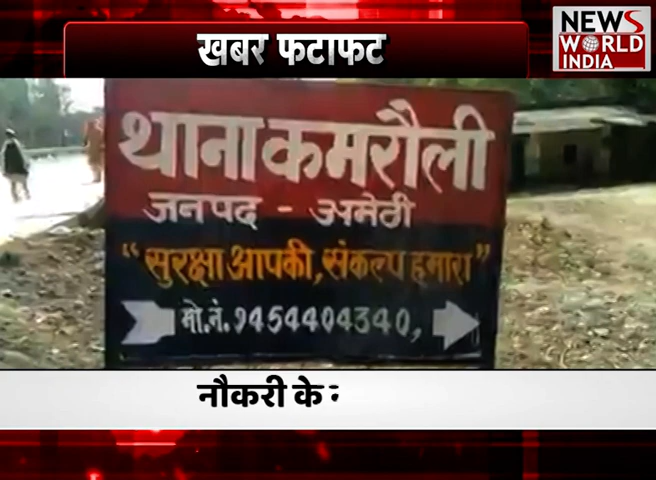 खबर फटाफट
NEWS
WORLD
INDIA
थाना कमरौली
जनपद - अमेठी
"सुरक्षा आपकी, संकल्प हमारा"
मो.नं. 9454404340,
नौकरी के